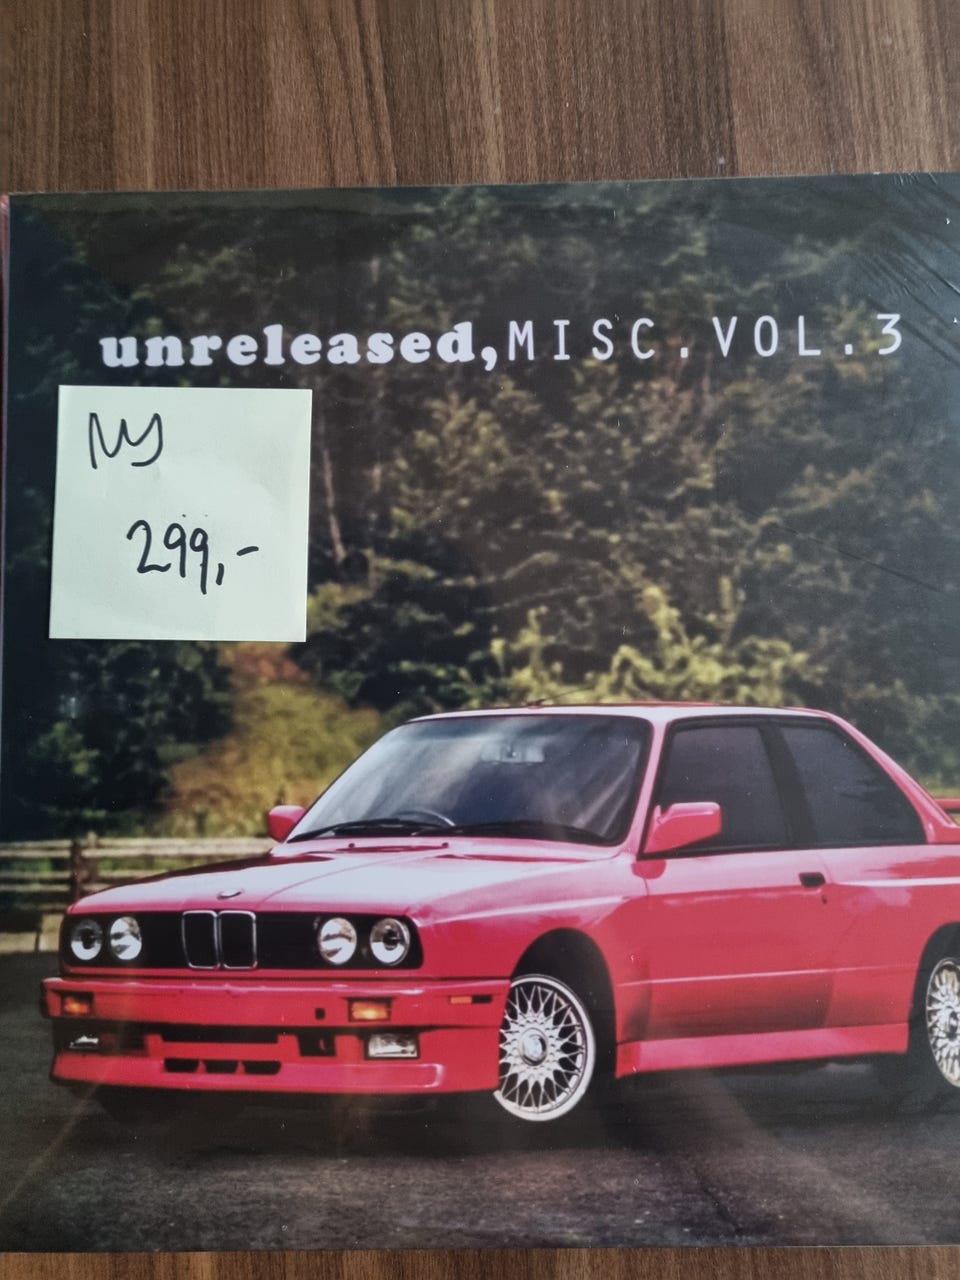 unreleased, MISC.VOL.3
Ny
299,-